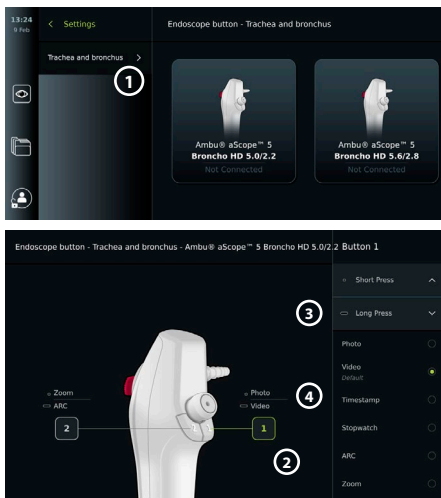 13:24
9 Feb
Settings
Endoscope button - Trachea and bronchus
Trachea and bronchus
1
Ambu® aScope™ 5
Broncho HD 5.0/2.2
Not Connected
Ambu® aScope™ 5
Broncho HD 5.6/2.8
Not Connected
Endoscope button - Trachea and bronchus - Ambu® aScope™ 5 Broncho HD 5.0/2.2
Button 1
Short Press
3
Long Press
Photo
Video
Default
Zoom
ARC
Photo
Video
4
Timestamp
2
1
2
1
Stopwatch
2
ARC
Zoom